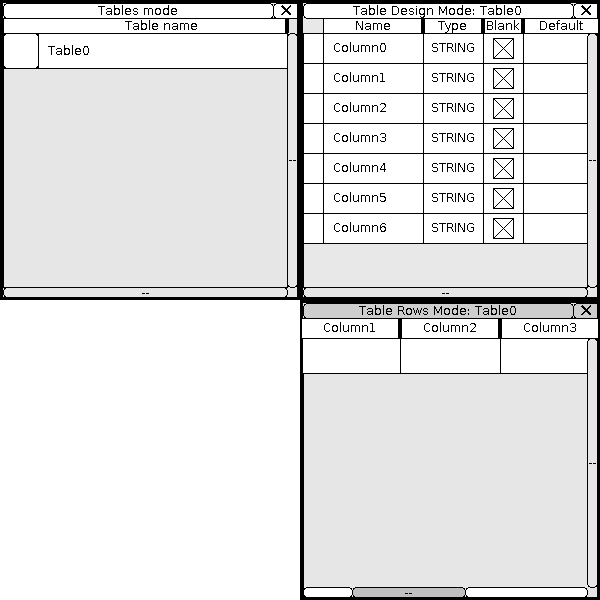 Tables mode
Table name
Table0
--
--
Table Design Mode: Table0
Name Type Blank Default
Column0 STRING
Column1 STRING
Column2 STRING
Column3 STRING
Column4 STRING
Column5 STRING
Column6 STRING
--
--
Table Rows Mode: Table0
Column1 Column2 Column3
--
--